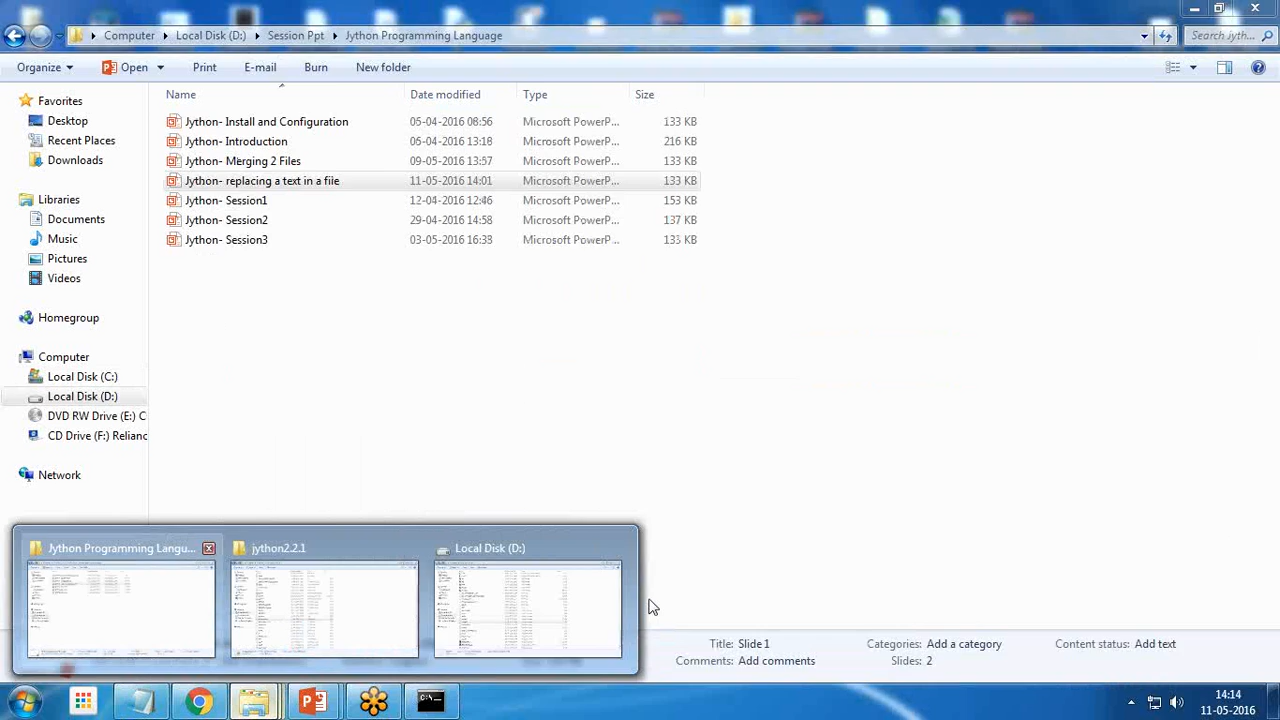 Computer Local Disk (D:) Session Ppt Jython Programming Language Search Jyth...
Organize Open Print E-mail Burn New folder
Name Date modified Type Size
Favorites
Desktop
Recent Places
Downloads
Libraries
Documents
Music
Pictures
Videos
Homegroup
Computer
Local Disk (C:)
Local Disk (D:)
DVD RW Drive (E:) C
CD Drive (F:) Relianc
Network
Jython- Install and Configuration 05-04-2016 08:56 Microsoft PowerP... 133 KB
Jython- Introduction 05-04-2016 13:18 Microsoft PowerP... 216 KB
Jython- Merging 2 Files 09-05-2016 13:57 Microsoft PowerP... 133 KB
Jython- replacing a text in a file 11-05-2016 14:01 Microsoft PowerP... 133 KB
Jython- Session1 12-04-2016 12:46 Microsoft PowerP... 153 KB
Jython- Session2 29-04-2016 14:58 Microsoft PowerP... 137 KB
Jython- Session3 03-05-2016 16:38 Microsoft PowerP... 133 KB
Jython Programming Langu... jython2.2.1 Local Disk (D:)
Title: Slide 1 Categories: Add a category Content status: Add text
Comments: Add comments Slides: 2
14:14
11-05-2016